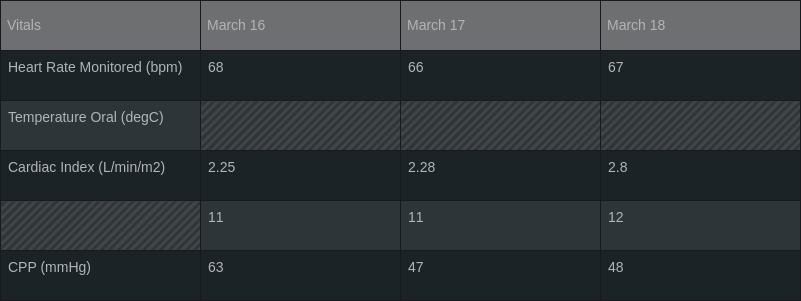 Vitals March 16 March 17 March 18
Heart Rate Monitored (bpm) 68 66 67
Temperature Oral (degC)
Cardiac Index (L/min/m2) 2.25 2.28 2.8
11 11 12
CPP (mmHg) 63 47 48